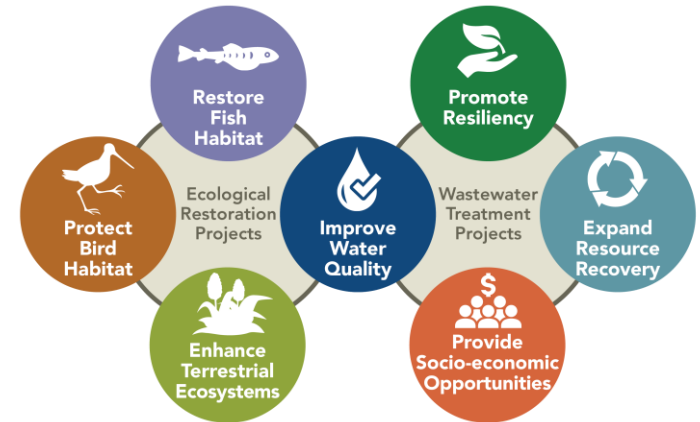 Restore
Fish
Habitat
Promote
Resiliency
Protect
Bird
Habitat
Ecological
Restoration
Projects
Improve
Water
Quality
Wastewater
Treatment
Projects
Expand
Resource
Recovery
Enhance
Terrestrial
Ecosystems
$
Provide
Socio-economic
Opportunities